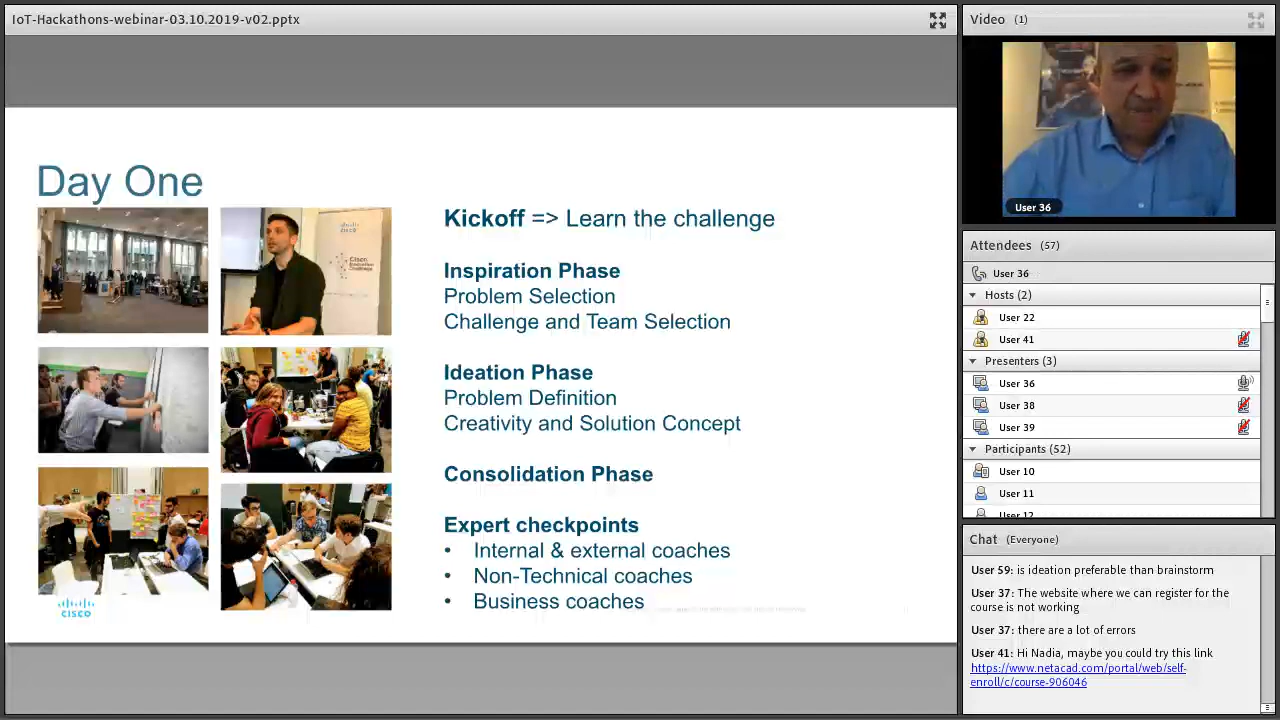 IoT-Hackathons-webinar-03.10.2019-v02.pptx
Day One
Kickoff => Learn the challenge
Inspiration Phase
Problem Selection
Challenge and Team Selection
Ideation Phase
Problem Definition
Creativity and Solution Concept
Consolidation Phase
Expert checkpoints
• Internal & external coaches
• Non-Technical coaches
• Business coaches
CISCO
Video (1)
User 36
Attendees (57)
User 36
Hosts (2)
User 22
User 41
Presenters (3)
User 36
User 38
User 39
Participants (52)
User 10
User 11
User 12
Chat (Everyone)
User 59: is ideation preferable than brainstorm
User 37: The website where we can register for the
course is not working
User 37: there are a lot of errors
User 41: Hi Nadia, maybe you could try this link
https://www.netacad.com/portal/web/self-
enroll/c/course-906046